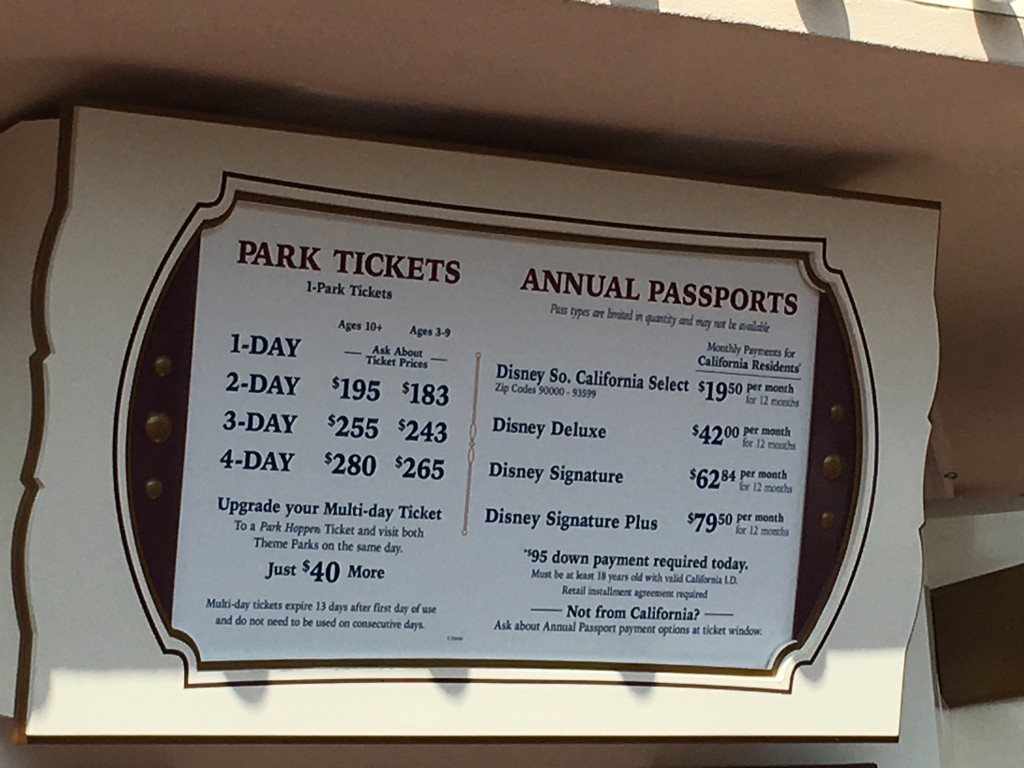 PARK TICKETS
1-Park Tickets
Ages 10+ Ages 3-9
1-DAY Ask About Ticket Prices
2-DAY $195 $183
3-DAY $255 $243
4-DAY $280 $265
Upgrade your Multi-day Ticket
To a Park Hopper Ticket and visit both
Theme Parks on the same day.
Just $40 More
Multi-day tickets expire 13 days after first day of use
and do not need to be used on consecutive days.
ANNUAL PASSPORTS
Pass types are limited in quantity and may not be available
Monthly Payments for
California Residents*
Disney So. California Select $1950 per month
Zip Codes 90000 - 93599 for 12 months
Disney Deluxe $4200 per month
for 12 months
Disney Signature $6284 per month
for 12 months
Disney Signature Plus $7950 per month
for 12 months
*$95 down payment required today.
Must be at least 18 years old with valid California I.D.
Retail installment agreement required
Not from California?
Ask about Annual Passport payment options at ticket window.